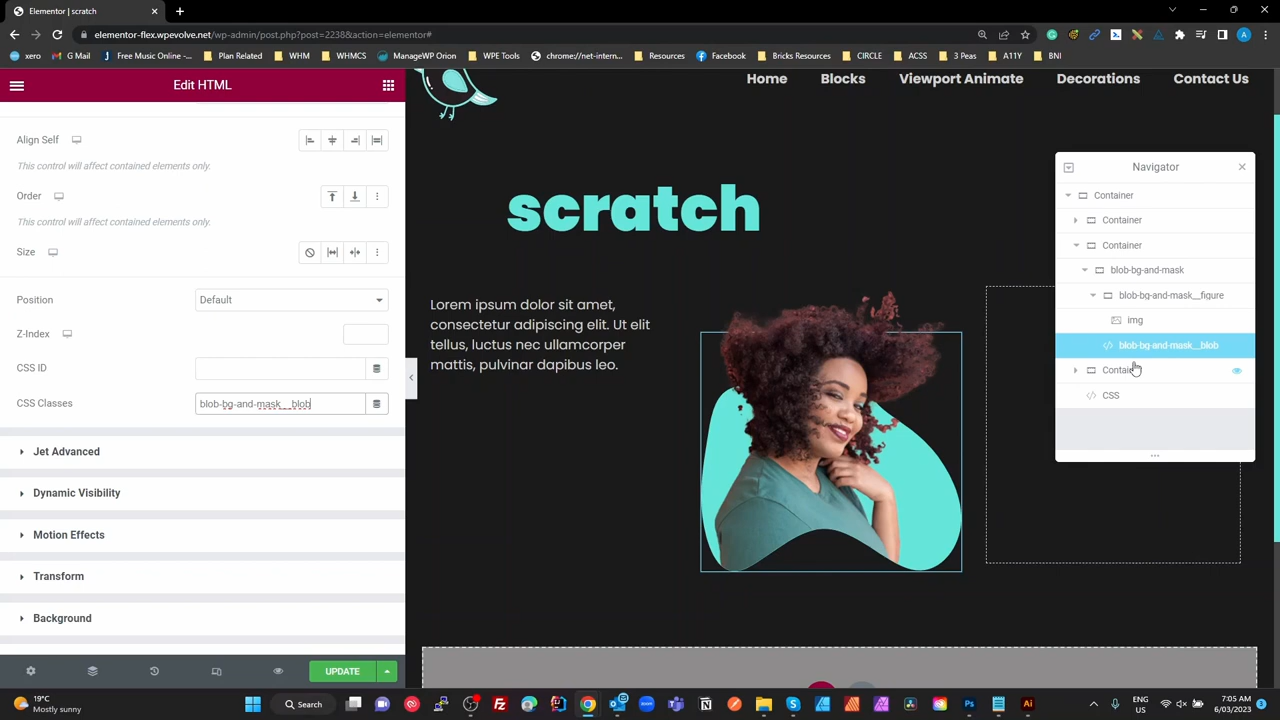 Elementor | scratch
elementor-flex.wpevolve.net/wp-admin/post.php?post=2238&action=elementor#
xero
G Mail
Plan Related
WHMCS
ManageWP Orion
WPE Tools
chrome://net-intern...
Resources
Facebook
Bricks Resources
CIRCLE
ACSS
3 Peas
A11Y
BNI
Edit HTML
Align Self
This control will affect contained elements only.
Order
This control will affect contained elements only.
Size
Position
Default
Z-Index
CSS ID
CSS Classes
blob-bg-and-mask__blob
Jet Advanced
Dynamic Visibility
Motion Effects
Transform
Background
UPDATE
Home
Blocks
Viewport Animate
Decorations
Contact Us
scratch
Lorem ipsum dolor sit amet,
consectetur adipiscing elit. Ut elit
tellus, luctus nec ullamcorper
mattis, pulvinar dapibus leo.
Navigator
Container
Container
Container
blob-bg-and-mask
blob-bg-and-mask__figure
img
blob-bg-and-mask__blob
Container
CSS
19°C
Mostly sunny
Search
ENG
US
7:05 AM
6/03/2023